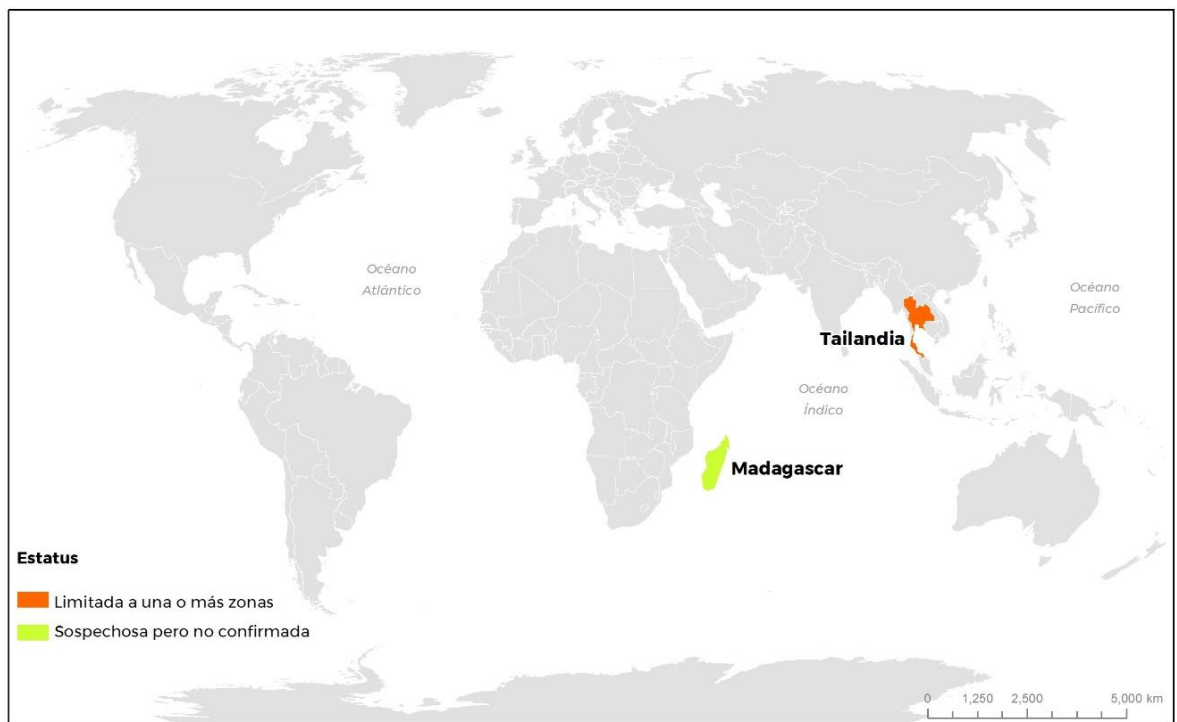 Océano
Atlántico
Océano
Pacífico
Tailandia
Océano
Índico
Madagascar
Estatus
Limitada a una o más zonas
Sospechosa pero no confirmada
0 1,250 2,500 5,000 km